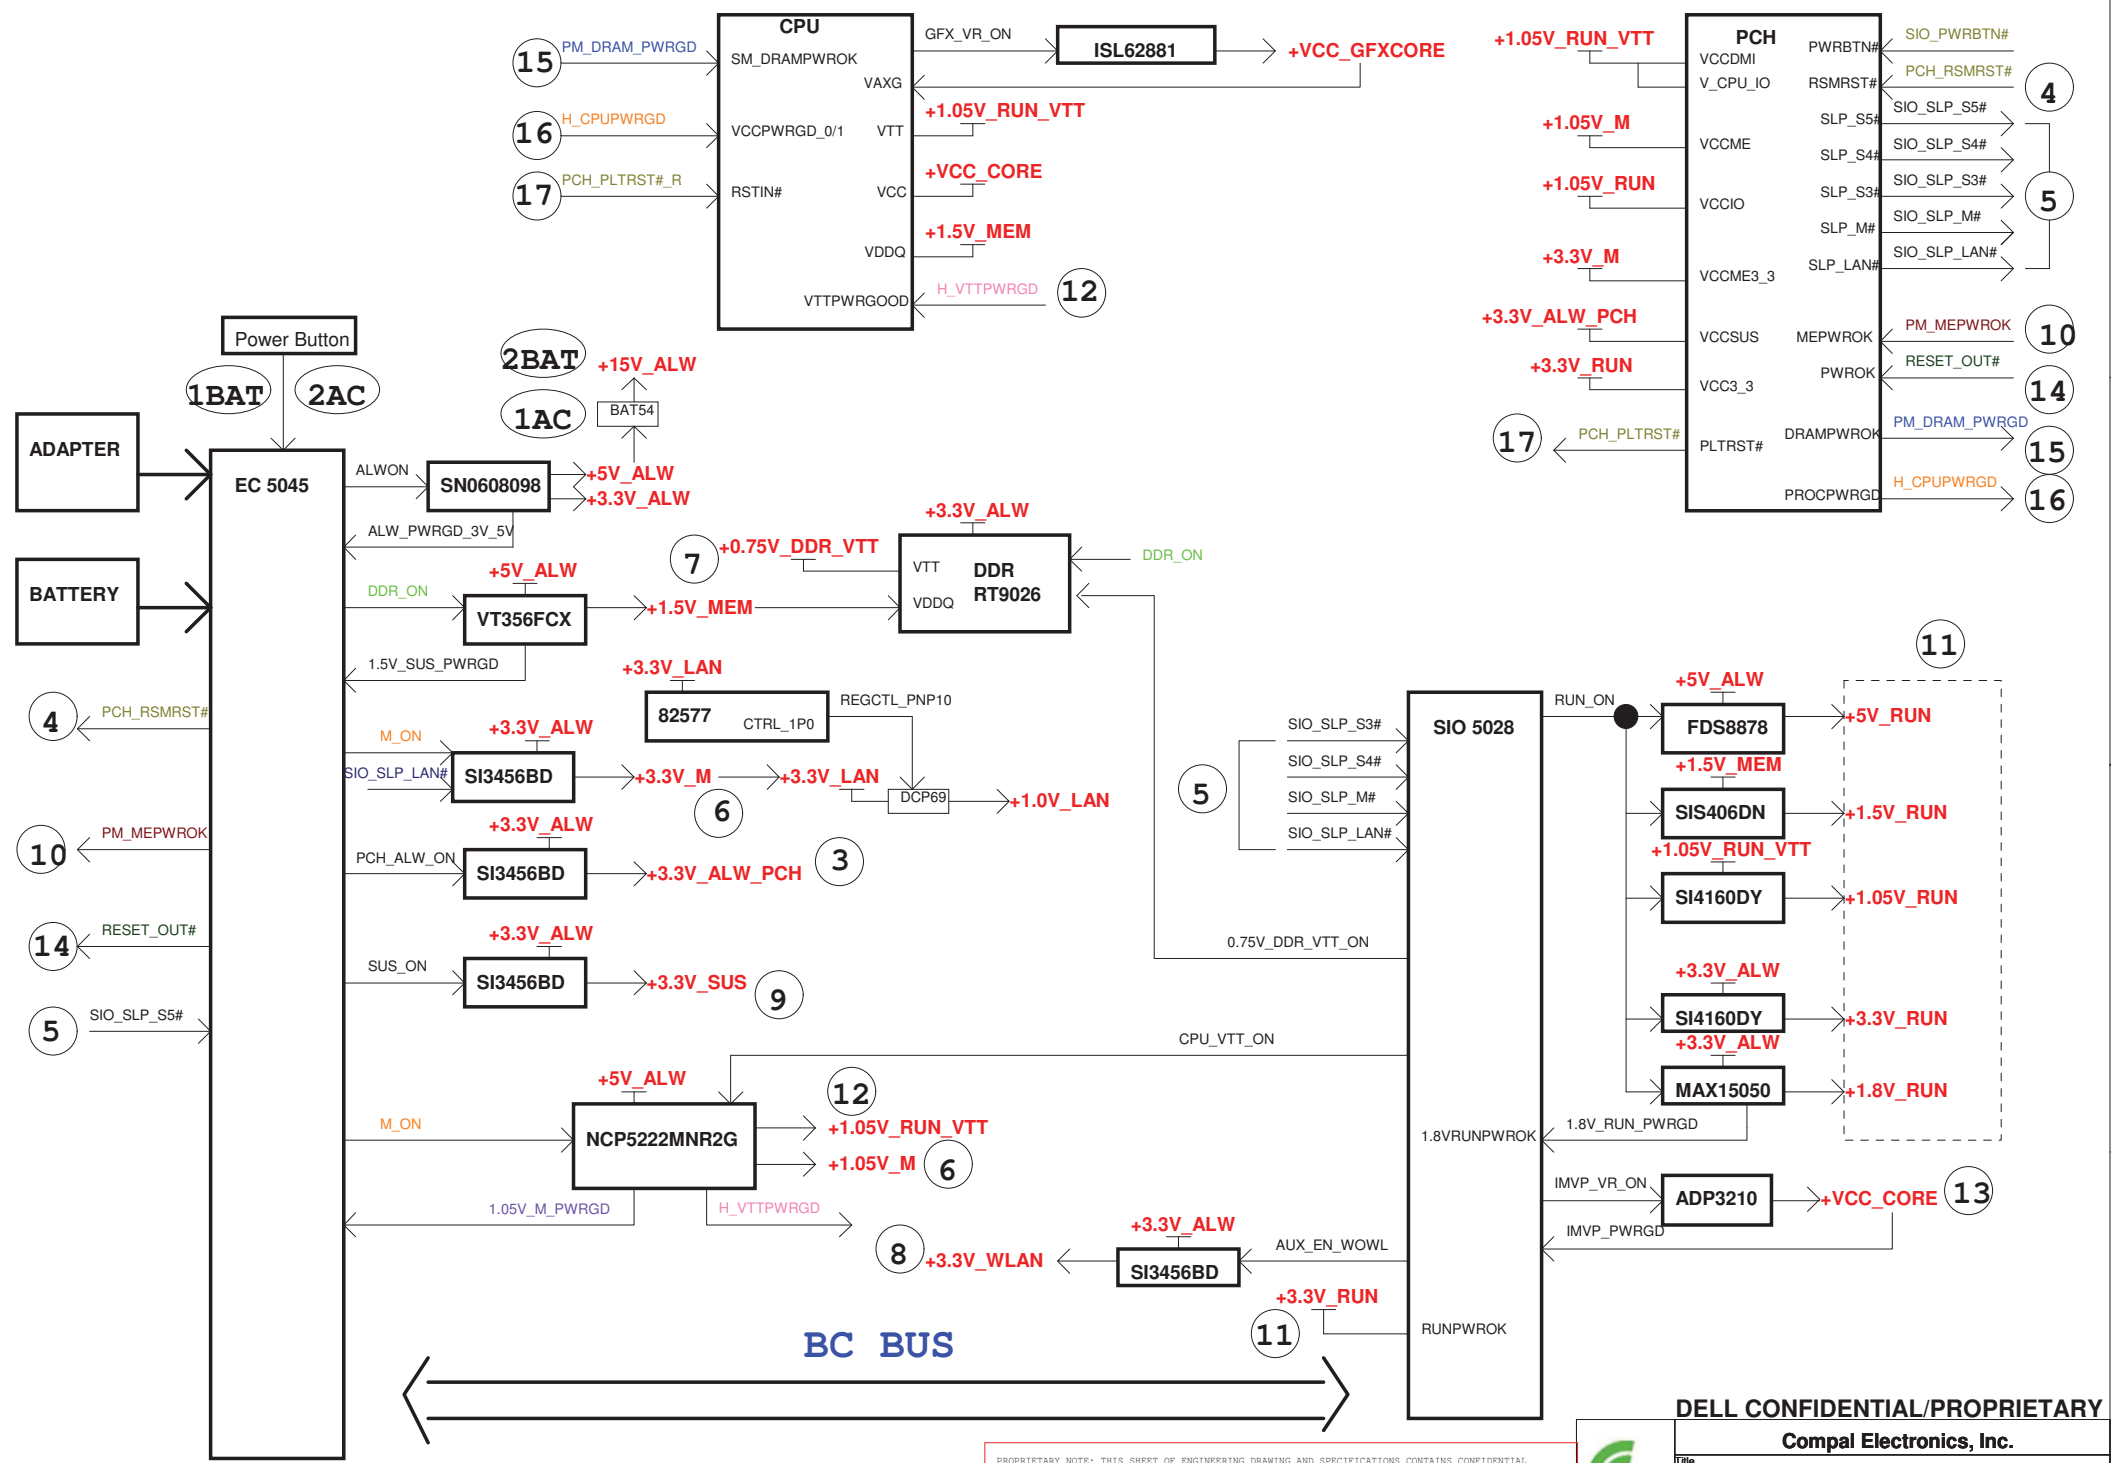 CPU
15
PM_DRAM_PWRGD
SM_DRAMPWROK
GFX_VR_ON
ISL62881
+VCC_GFXCORE
VAXG
16
H_CPUPWRGD
VCCPWRGD_0/1
+1.05V_RUN_VTT
VTT
17
PCH_PLTRST#_R
RSTIN#
+VCC_CORE
VCC
+1.5V_MEM
VDDQ
VTTPWRGOOD
H_VTTPWRGD
12
PCH
+1.05V_RUN_VTT
VCCDMI
V_CPU_IO
+1.05V_M
VCCME
+1.05V_RUN
VCCIO
+3.3V_M
VCCME3_3
+3.3V_ALW_PCH
VCCSUS
+3.3V_RUN
VCC3_3
17
PCH_PLTRST#
PLTRST#
PWRBTN#
SIO_PWRBTN#
RSMRST#
PCH_RSMRST#
4
SLP_S5#
SIO_SLP_S5#
SLP_S4#
SIO_SLP_S4#
SLP_S3#
SIO_SLP_S3#
5
SLP_M#
SIO_SLP_M#
SLP_LAN#
SIO_SLP_LAN#
MEPWROK
PM_MEPWROK
10
PWROK
RESET_OUT#
14
DRAMPWROK
PM_DRAM_PWRGD
15
PROCPWRGD
H_CPUPWRGD
16
Power Button
1BAT
2AC
2BAT
+15V_ALW
1AC
BAT54
ADAPTER
BATTERY
EC 5045
ALWON
SN0608098
+5V_ALW
+3.3V_ALW
ALW_PWRGD_3V_5V
+5V_ALW
DDR_ON
VT356FCX
+1.5V_MEM
1.5V_SUS_PWRGD
7
+0.75V_DDR_VTT
+3.3V_ALW
VTT
DDR
RT9026
VDDQ
DDR_ON
+3.3V_LAN
82577
CTRL_1P0
REGCTL_PNP10
4
PCH_RSMRST#
M_ON
SIO_SLP_LAN#
+3.3V_ALW
SI3456BD
+3.3V_M
6
+3.3V_LAN
DCP69
+1.0V_LAN
10
PM_MEPWROK
PCH_ALW_ON
+3.3V_ALW
SI3456BD
+3.3V_ALW_PCH
3
14
RESET_OUT#
SUS_ON
+3.3V_ALW
SI3456BD
+3.3V_SUS
9
5
SIO_SLP_S5#
M_ON
+5V_ALW
NCP5222MNR2G
12
+1.05V_RUN_VTT
+1.05V_M
6
1.05V_M_PWRGD
H_VTTPWRGD
CPU_VTT_ON
0.75V_DDR_VTT_ON
5
SIO_SLP_S3#
SIO_SLP_S4#
SIO_SLP_M#
SIO_SLP_LAN#
SIO 5028
RUN_ON
11
+5V_ALW
FDS8878
+5V_RUN
+1.5V_MEM
SIS406DN
+1.5V_RUN
+1.05V_RUN_VTT
SI4160DY
+1.05V_RUN
+3.3V_ALW
SI4160DY
+3.3V_RUN
+3.3V_ALW
MAX15050
+1.8V_RUN
1.8VRUNPWROK
1.8V_RUN_PWRGD
IMVP_VR_ON
ADP3210
+VCC_CORE
13
IMVP_PWRGD
8
+3.3V_WLAN
+3.3V_ALW
SI3456BD
AUX_EN_WOWL
+3.3V_RUN
11
RUNPWROK
BC BUS
DELL CONFIDENTIAL/PROPRIETARY
Compal Electronics, Inc.
Title
PROPRIETARY NOTE: THIS SHEET OF ENGINEERING DRAWING AND SPECIFICATIONS CONTAINS CONFIDENTIAL